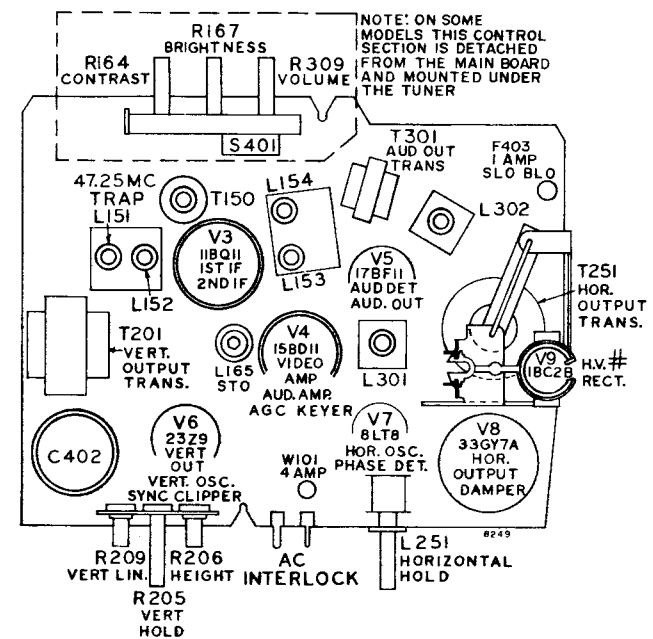 NOTE: ON SOME
MODELS THIS CONTROL
SECTION IS DETACHED
FROM THE MAIN BOARD
AND MOUNTED UNDER
THE TUNER
R167
BRIGHTNESS
R164
CONTRAST
R309
VOLUME
S401
T301
AUD OUT
TRANS
F403
1 AMP
SLO BLO
47.25MC
TRAP
L151
T150
L154
L302
V3
11BQ11
1ST IF
2ND IF
L153
V5
17BF11
AUD DET
AUD. OUT
T251
HOR.
OUTPUT
TRANS.
L152
T201
VERT.
OUTPUT
TRANS.
L165
STO
V4
15BD11
VIDEO
AMP
AUD. AMP.
AGC KEYER
L301
V9
1BC2B
H.V. #
RECT.
C402
V6
23Z9
VERT
OUT
VERT. OSC.
SYNC CLIPPER
W101
4 AMP
V7
8LT8
HOR. OSC.
PHASE DET.
V8
33GY7A
HOR.
OUTPUT
DAMPER
8249
R209
VERT LIN.
R206
HEIGHT
R205
VERT
HOLD
AC
INTERLOCK
L251
HORIZONTAL
HOLD